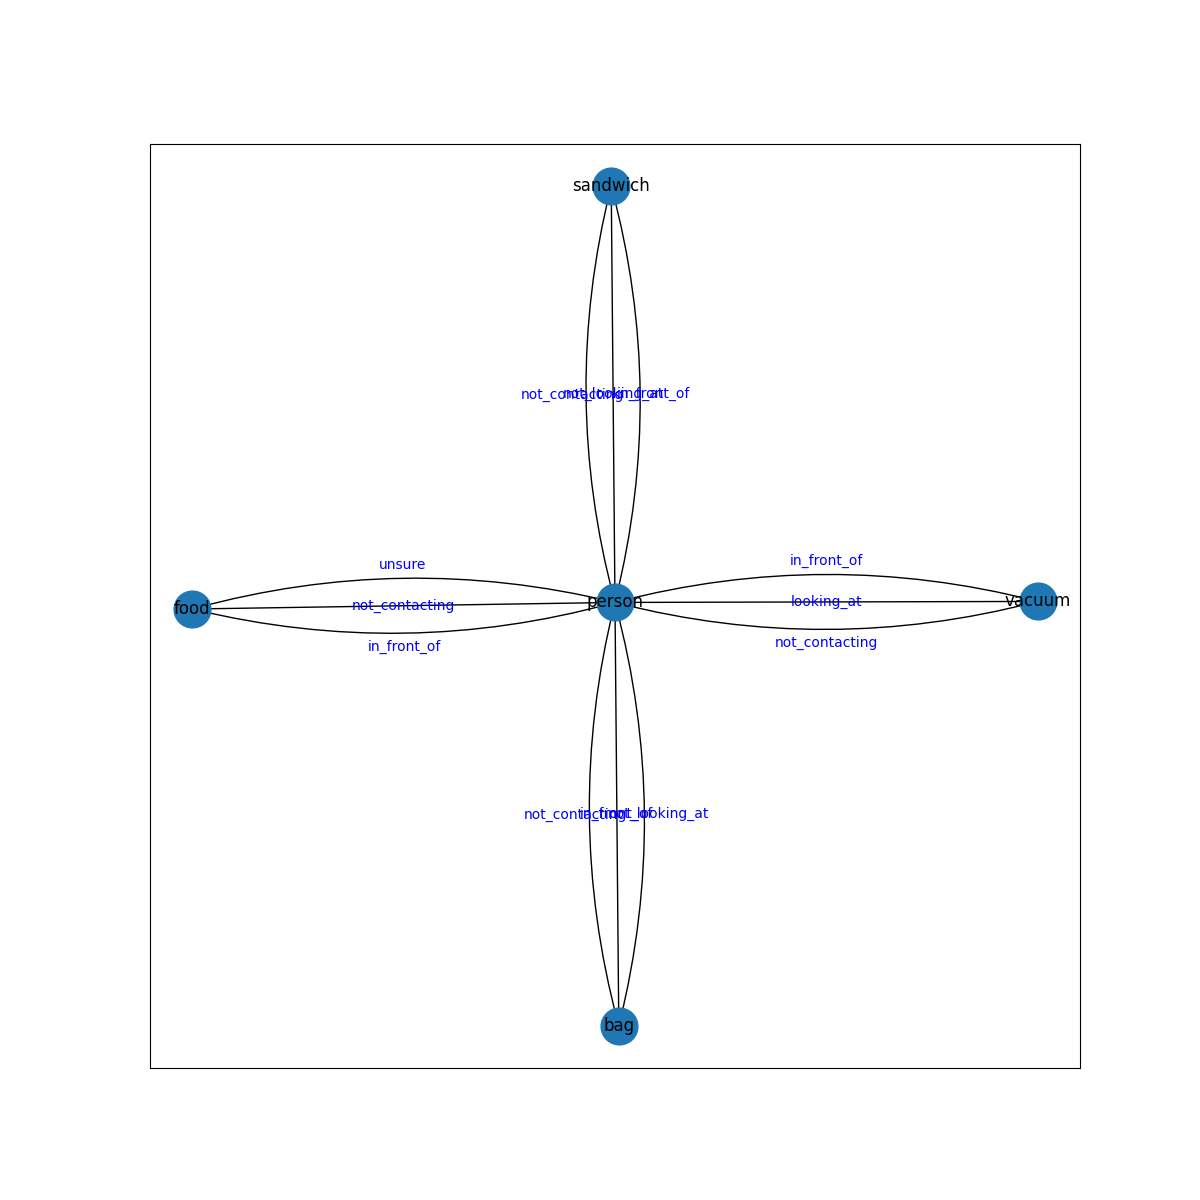 sandwich
not_contacting
not_looking_at
in_front_of
unsure
in_front_of
food
not_contacting
person
looking_at
vacuum
in_front_of
not_contacting
not_contacting
in_front_of
not_looking_at
bag